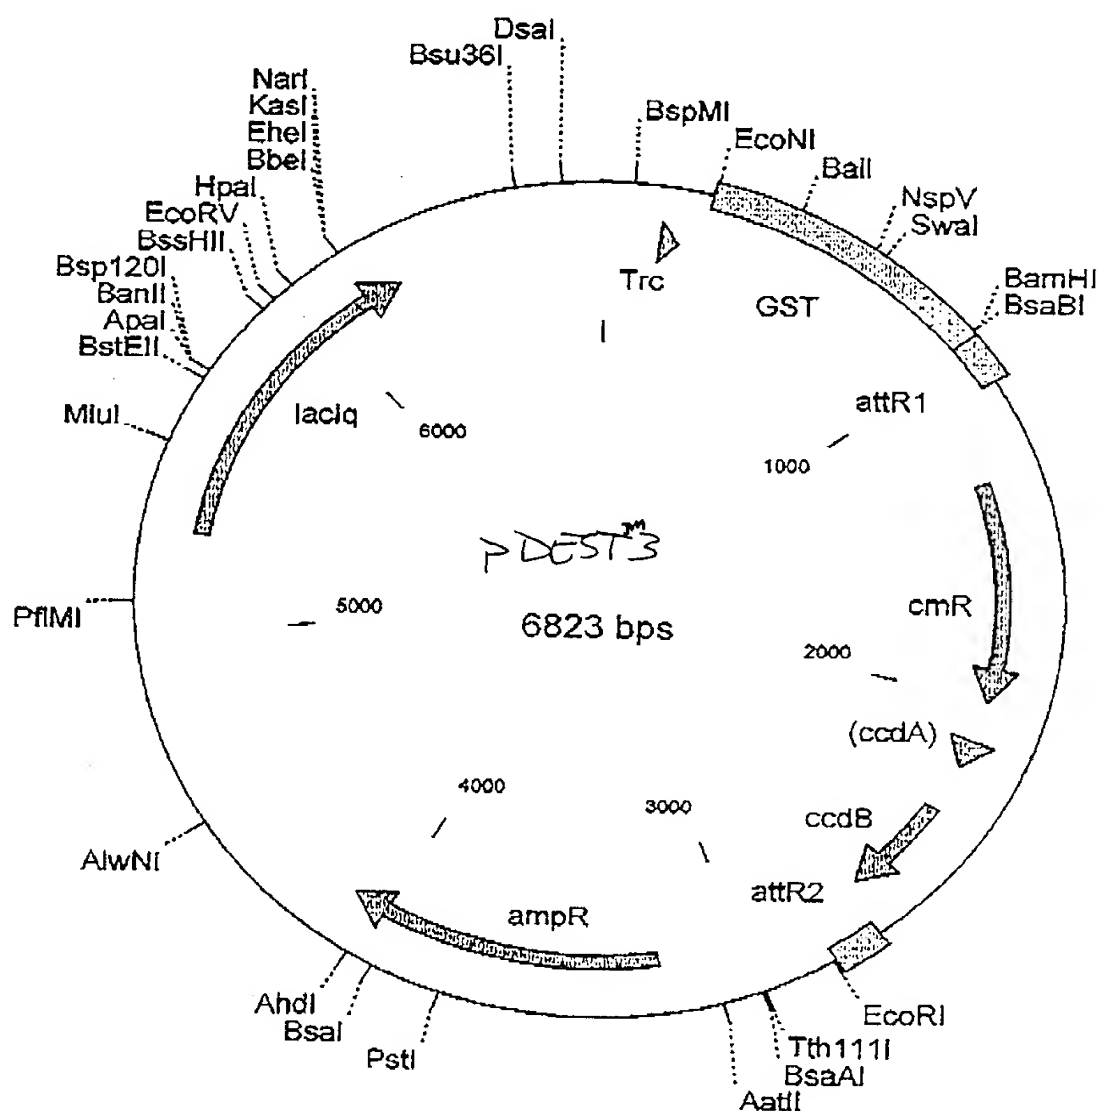 DsaI
Bsu36I
NarI
KasI
EheI
BbeI
HpaI
EcoRV
BssHII
Bsp120I
BanII
ApaI
BstEII
MluI
PflMI
AlwNI
AhdI
BsaI
PstI
BspMI
EcoNI
BalI
NspV
SwaI
BamHI
BsaBI
EcoRI
Tth111I
BsaAI
AatII
Trc
GST
attR1
cmR
(ccdA)
ccdB
attR2
ampR
lacIq
1000
2000
3000
4000
5000
6000
pDEST™3
6823 bps